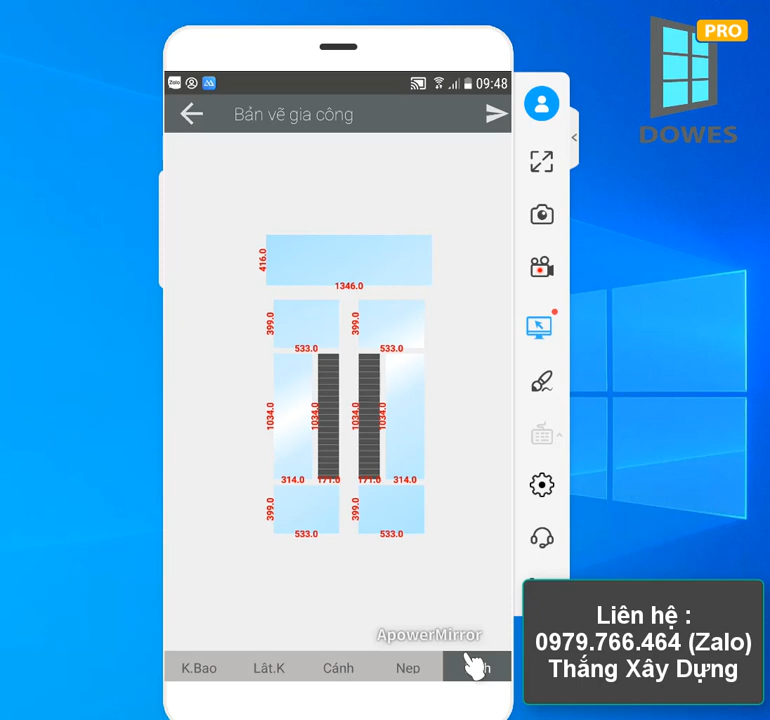 PRO
DOWES
Zalo
09:48
Bản vẽ gia công
416.0
1346.0
399.0
399.0
533.0
533.0
1034.0
1034.0
1034.0
1034.0
314.0
171.0
171.0
314.0
399.0
399.0
533.0
533.0
ApowerMirror
K.Bao
Lât.K
Cánh
Nẹp
Liên hệ :
0979.766.464 (Zalo)
Thắng Xây Dựng